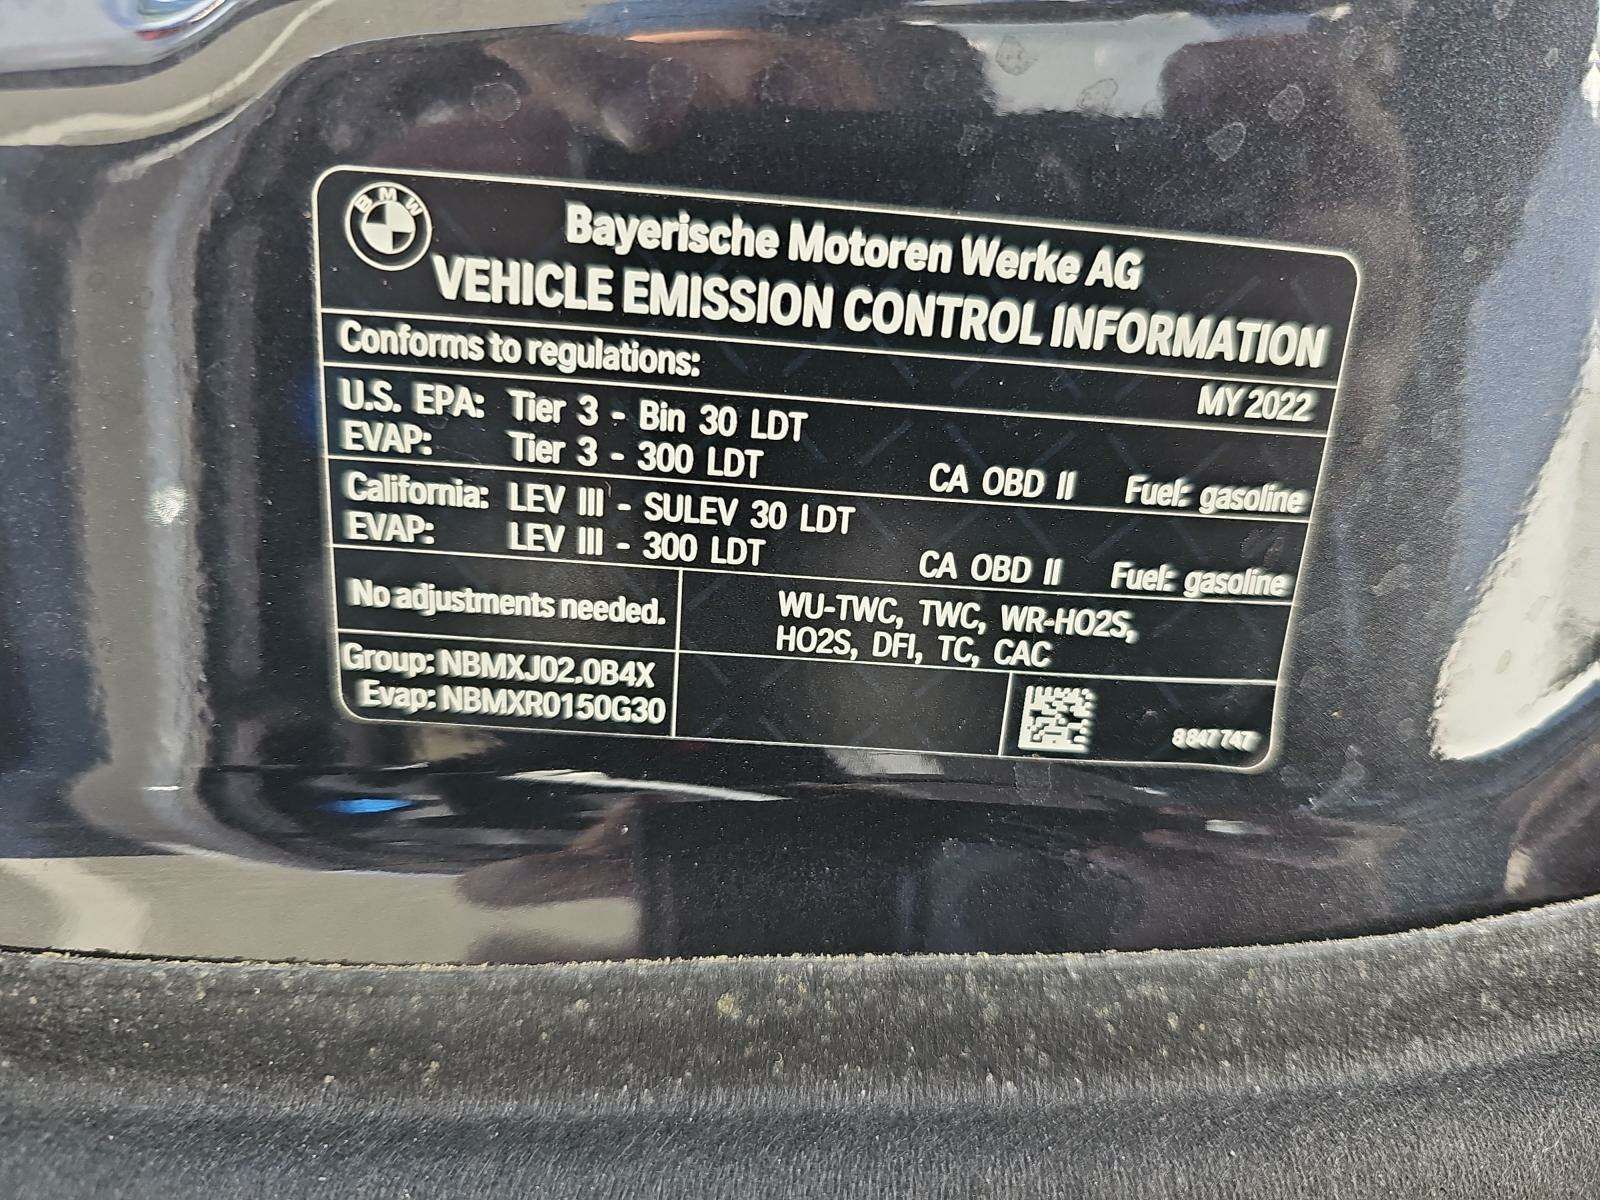 BMW
Bayerische Motoren Werke AG
VEHICLE EMISSION CONTROL INFORMATION
Conforms to regulations:
MY 2022
U.S. EPA: Tier 3 - Bin 30 LDT
EVAP: Tier 3 - 300 LDT CA OBD II Fuel: gasoline
California: LEV III - SULEV 30 LDT
EVAP: LEV III - 300 LDT CA OBD II Fuel: gasoline
No adjustments needed.
WU-TWC, TWC, WR-HO2S,
HO2S, DFI, TC, CAC
Group: NBMXJ02.0B4X
Evap: NBMXR0150G30
8 847 747